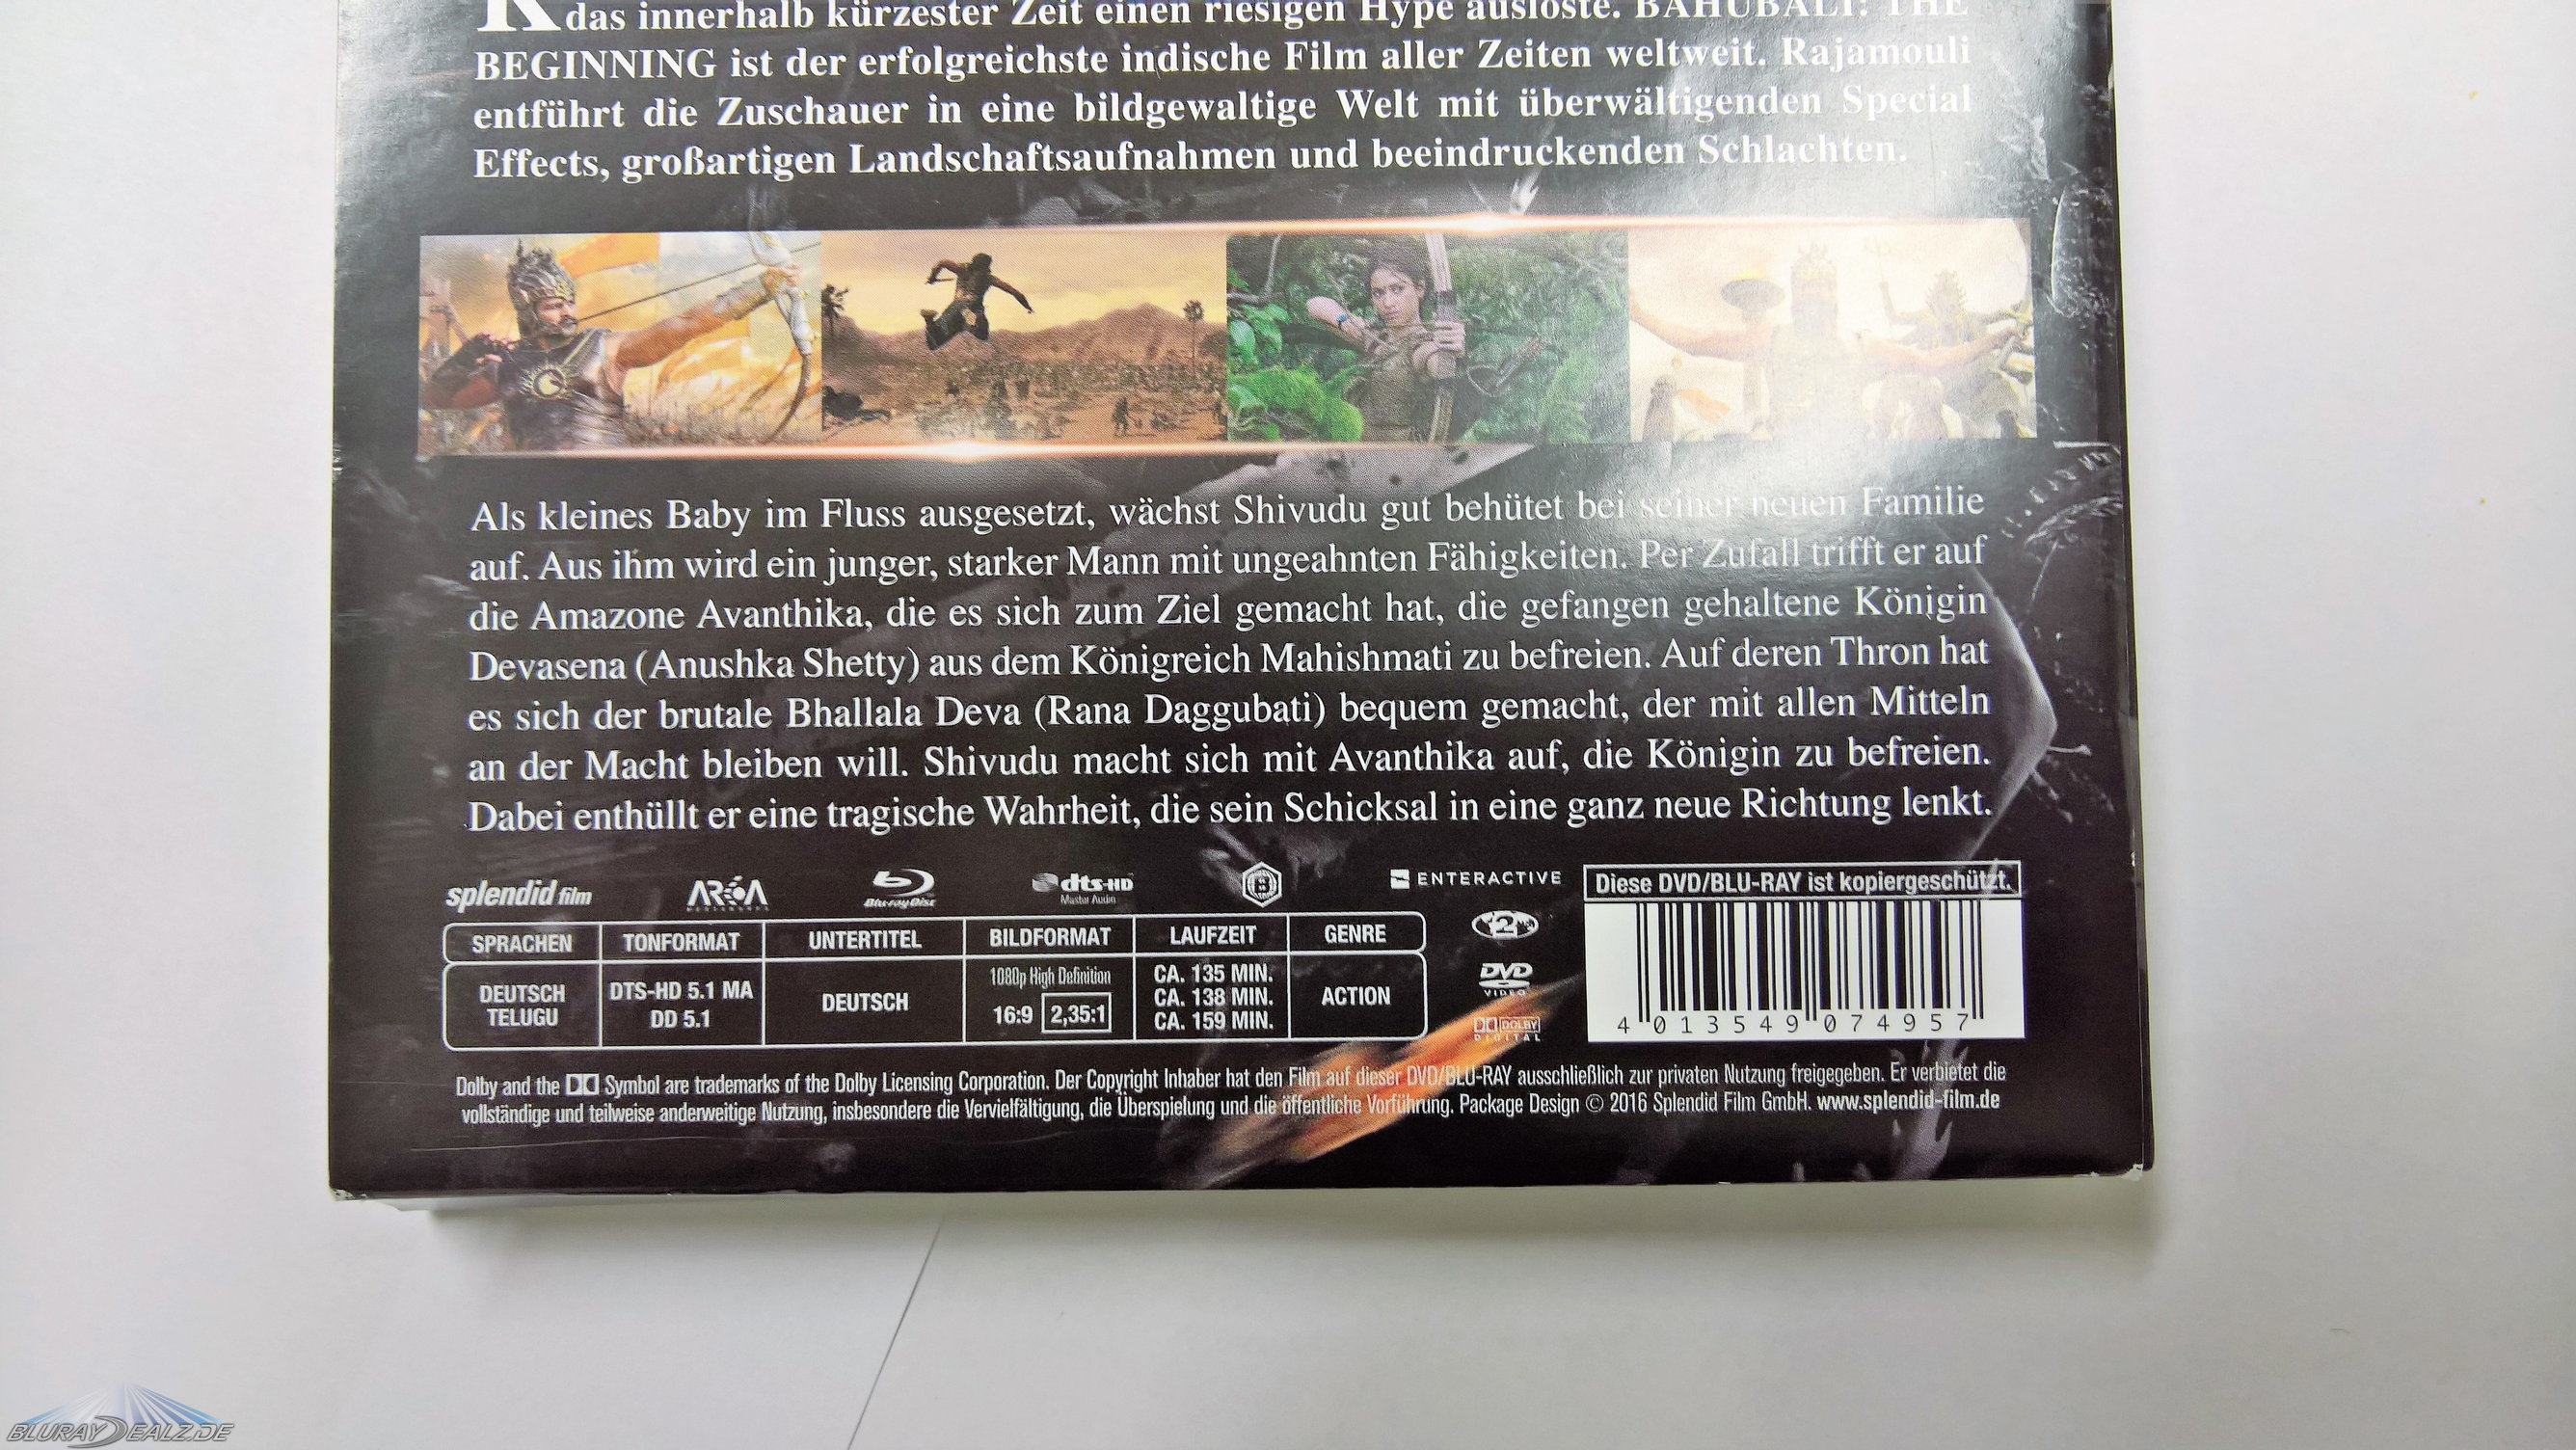 K das innerhalb kürzester Zeit einen riesigen Hype auslöste. BAHUBALI: THE
BEGINNING ist der erfolgreichste indische Film aller Zeiten weltweit. Rajamouli
entführt die Zuschauer in eine bildgewaltige Welt mit überwältigenden Special
Effects, großartigen Landschaftsaufnahmen und beeindruckenden Schlachten.
Als kleines Baby im Fluss ausgesetzt, wächst Shivudu gut behütet bei seiner neuen Familie
auf. Aus ihm wird ein junger, starker Mann mit ungeahnten Fähigkeiten. Per Zufall trifft er auf
die Amazone Avanthika, die es sich zum Ziel gemacht hat, die gefangen gehaltene Königin
Devasena (Anushka Shetty) aus dem Königreich Mahishmati zu befreien. Auf deren Thron hat
es sich der brutale Bhallala Deva (Rana Daggubati) bequem gemacht, der mit allen Mitteln
an der Macht bleiben will. Shivudu macht sich mit Avanthika auf, die Königin zu befreien.
Dabei enthüllt er eine tragische Wahrheit, die sein Schicksal in eine ganz neue Richtung lenkt.
splendid film
ARKA
Blu-ray Disc
dts-HD
Master Audio
B
ENTERACTIVE
Diese DVD/BLU-RAY ist kopiergeschützt.
SPRACHEN TONFORMAT UNTERTITEL BILDFORMAT LAUFZEIT GENRE
DEUTSCH
TELUGU
DTS-HD 5.1 MA
DD 5.1
DEUTSCH
1080p High Definition
16:9 2,35:1
CA. 135 MIN.
CA. 138 MIN.
CA. 159 MIN.
ACTION
2
DVD
VIDEO
DOLBY
DIGITAL
4 013549 074957
Dolby and the Symbol are trademarks of the Dolby Licensing Corporation. Der Copyright Inhaber hat den Film auf dieser DVD/BLU-RAY ausschließlich zur privaten Nutzung freigegeben. Er verbietet die
vollständige und teilweise anderweitige Nutzung, insbesondere die Vervielfältigung, die Überspielung und die öffentliche Vorführung. Package Design © 2016 Splendid Film GmbH. www.splendid-film.de
BLURAYDEALZ.DE